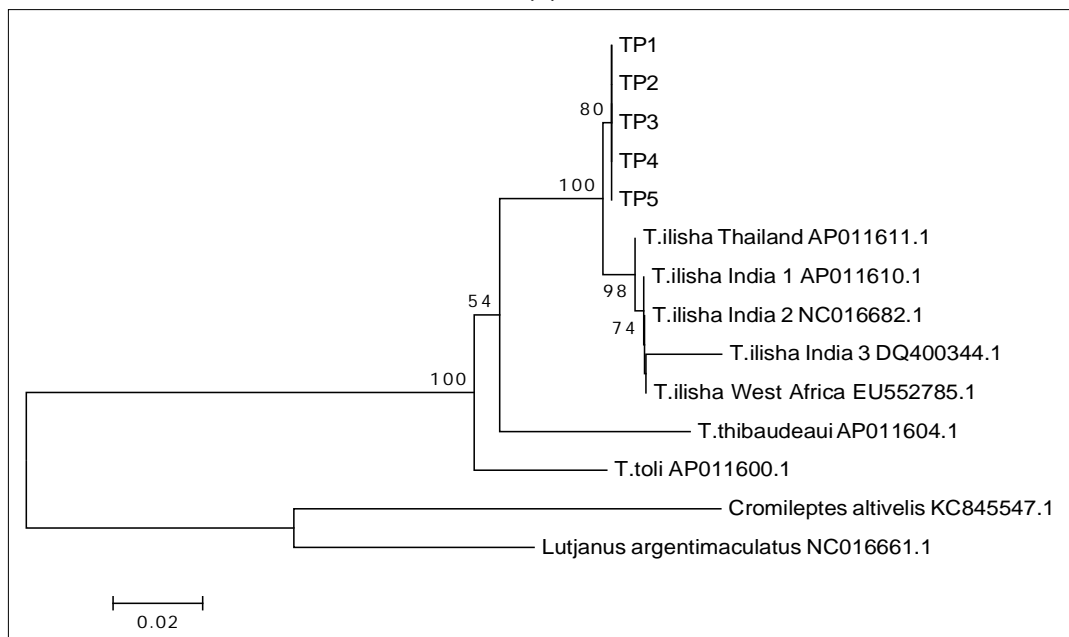 TP1
TP2
80
TP3
TP4
100
TP5
T.ilisha Thailand AP011611.1
T.ilisha India 1 AP011610.1
98
54
T.ilisha India 2 NC016682.1
74
T.ilisha India 3 DQ400344.1
100
T.ilisha West Africa EU552785.1
T.thibaudeaui AP011604.1
T.toli AP011600.1
Cromileptes altivelis KC845547.1
Lutjanus argentimaculatus NC016661.1
0.02